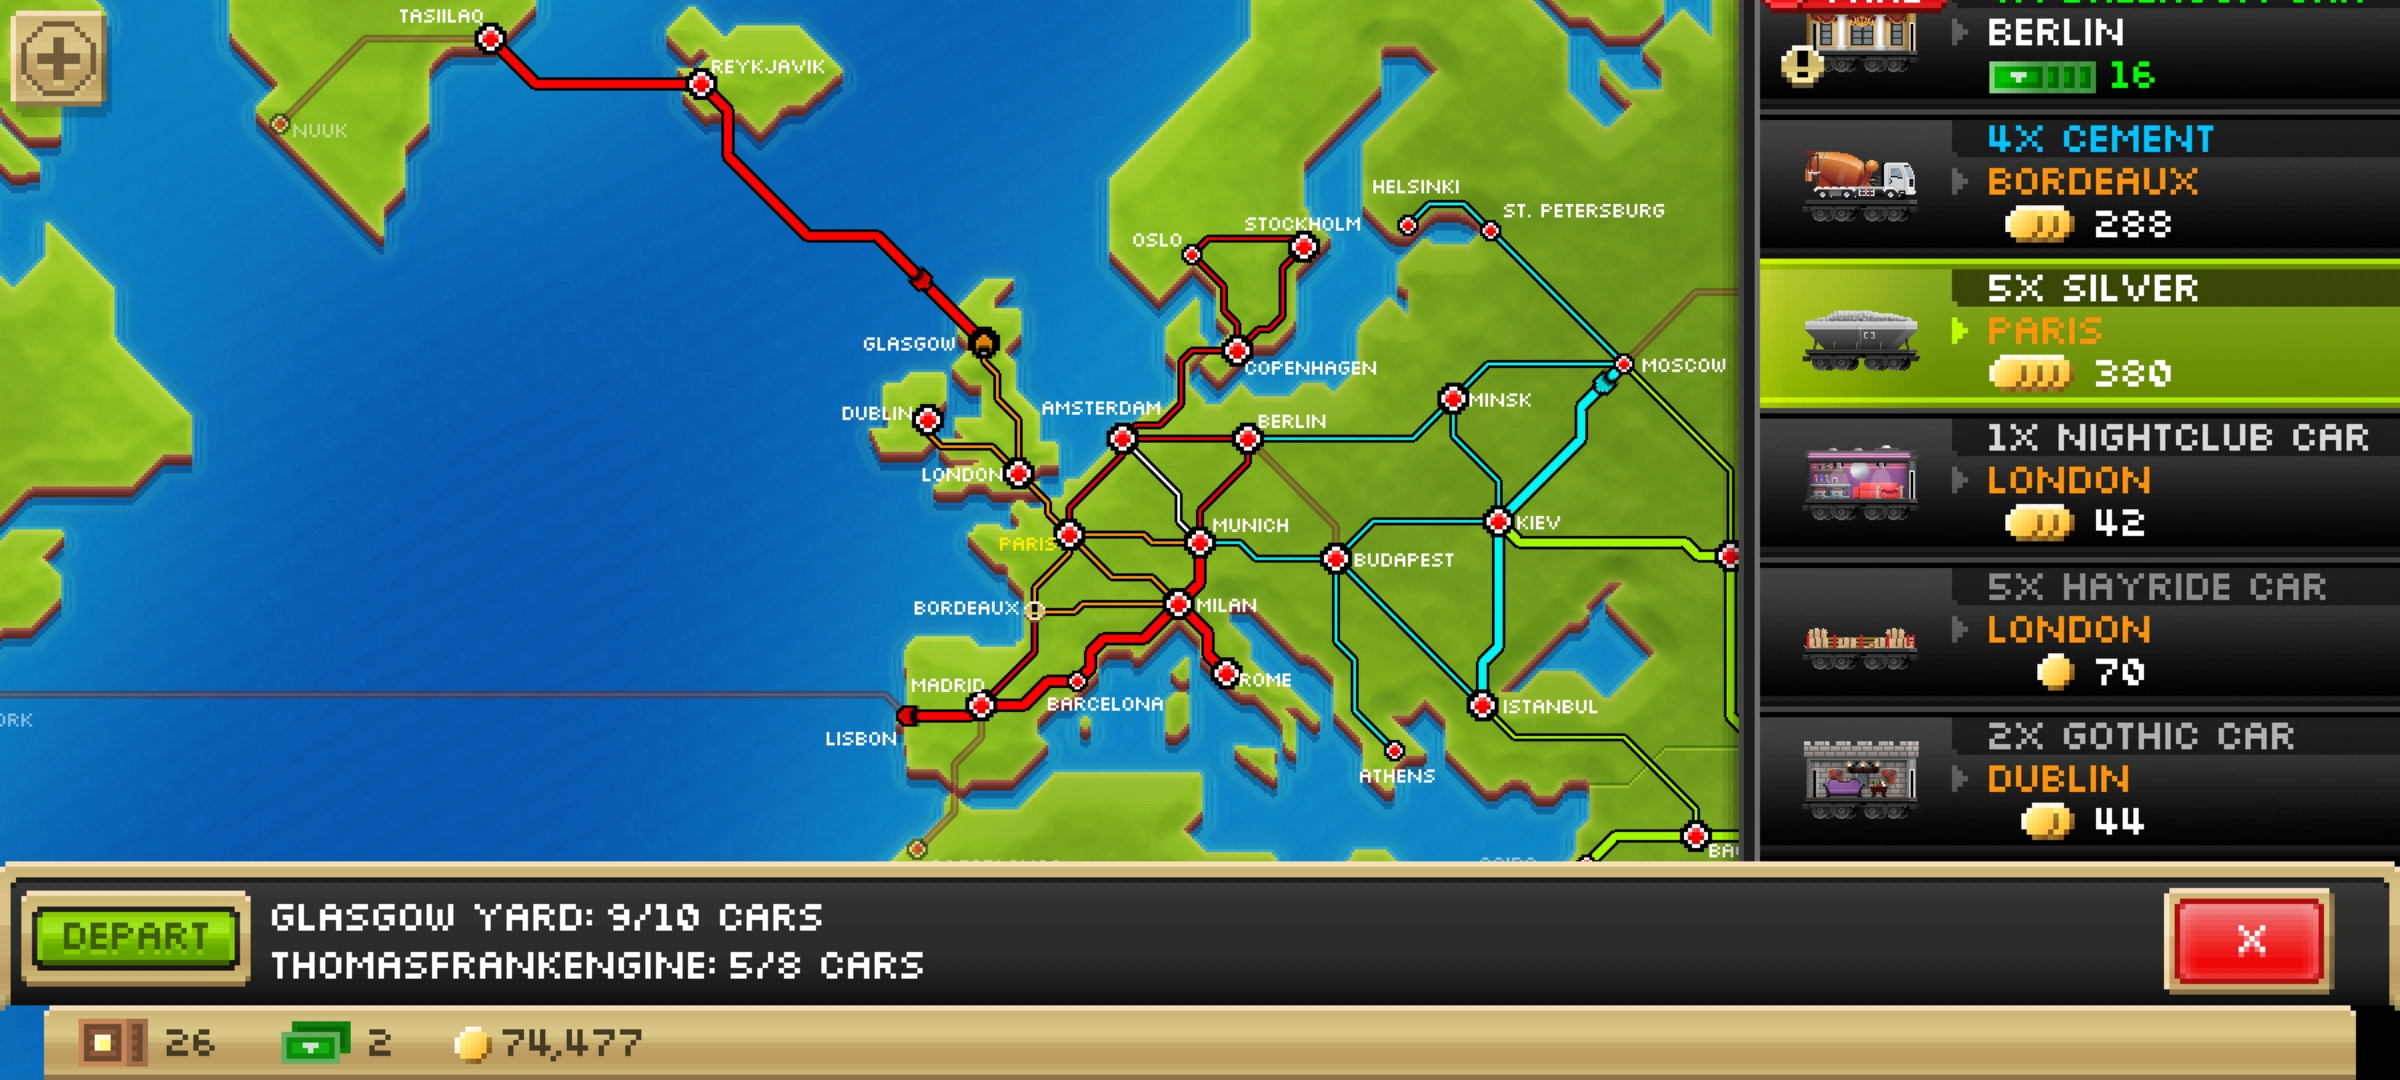 TASIILAQ
REYKJAVIK
NUUK
HELSINKI
ST. PETERSBURG
STOCKHOLM
OSLO
GLASGOW
COPENHAGEN
MOSCOW
MINSK
DUBLIN
AMSTERDAM
BERLIN
LONDON
MUNICH
KIEV
PARIS
BUDAPEST
BORDEAUX
MILAN
ROME
MADRID
BARCELONA
ISTANBUL
ORK
LISBON
ATHENS
BA
BERLIN
16
4X CEMENT
BORDEAUX
288
5X SILVER
PARIS
380
1X NIGHTCLUB CAR
LONDON
42
5X HAYRIDE CAR
LONDON
70
2X GOTHIC CAR
DUBLIN
44
DEPART
GLASGOW YARD: 9/10 CARS
THOMASFRANKENGINE: 5/8 CARS
X
26
2
74,477